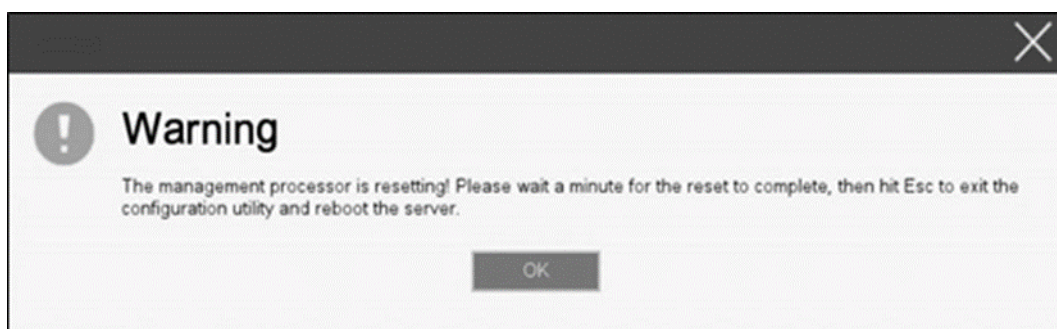 Warning
The management processor is resetting! Please wait a minute for the reset to complete, then hit Esc to exit the
configuration utility and reboot the server.
OK